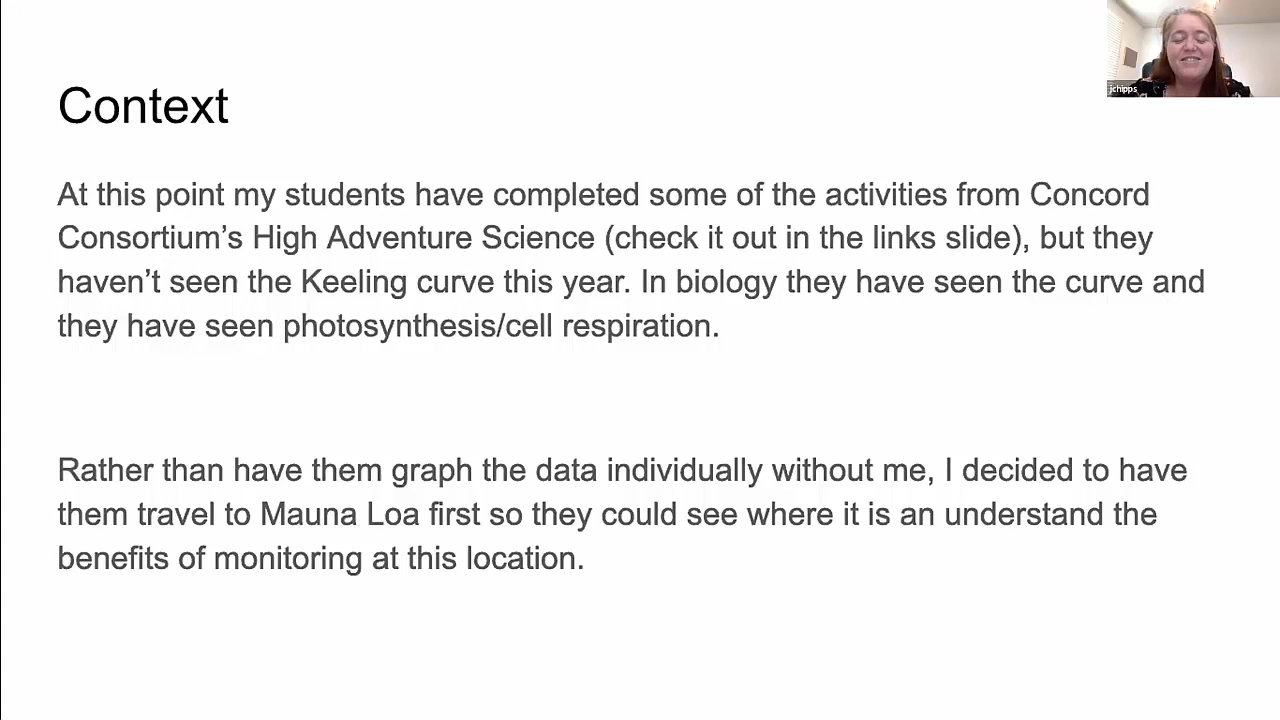 jchipps
Context
At this point my students have completed some of the activities from Concord
Consortium’s High Adventure Science (check it out in the links slide), but they
haven’t seen the Keeling curve this year. In biology they have seen the curve and
they have seen photosynthesis/cell respiration.
Rather than have them graph the data individually without me, I decided to have
them travel to Mauna Loa first so they could see where it is an understand the
benefits of monitoring at this location.